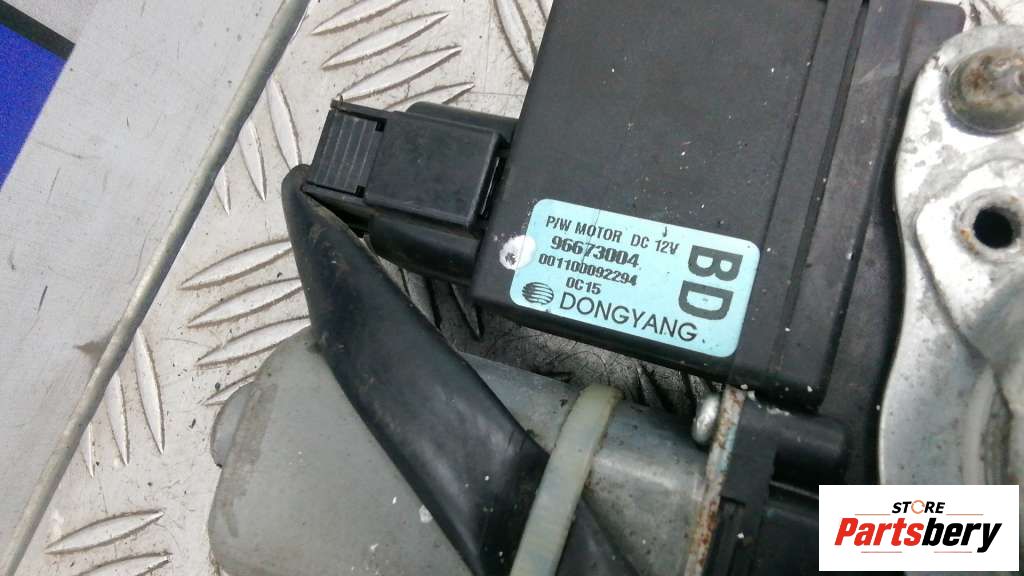 P/W MOTOR DC 12V
96673004
001100092294
0C15
DONGYANG
BD
STORE
Partsbery